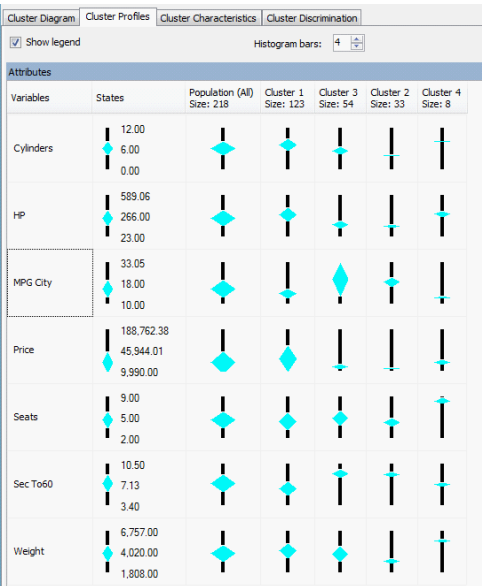 Cluster Diagram Cluster Profiles Cluster Characteristics Cluster Discrimination
Show legend Histogram bars: 4
Attributes
Variables States Population (All) Size: 218 Cluster 1 Size: 123 Cluster 3 Size: 54 Cluster 2 Size: 33 Cluster 4 Size: 8
12.00
Cylinders 6.00
0.00
589.06
HP 266.00
23.00
33.05
MPG City 18.00
10.00
188,762.38
Price 45,944.01
9,990.00
9.00
Seats 5.00
2.00
10.50
Sec To60 7.13
3.40
6,757.00
Weight 4,020.00
1,808.00